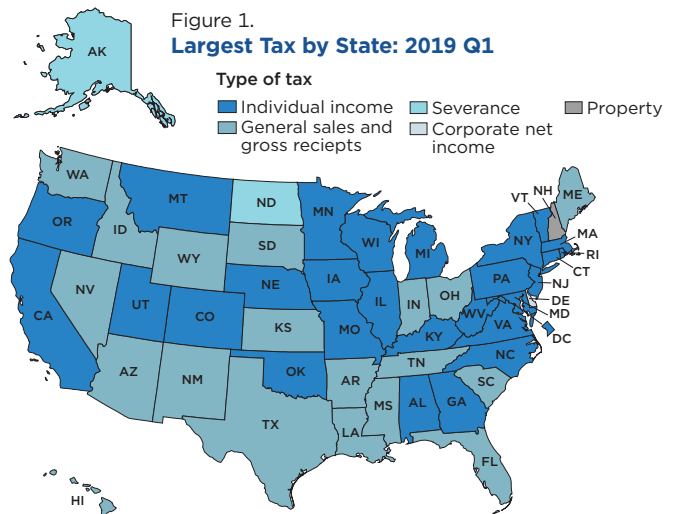 Figure 1.
Largest Tax by State: 2019 Q1
Type of tax
Individual income
Severance
Property
General sales and
gross reciepts
Corporate net
income
AK
WA
MT
ND
MN
VT
NH
ME
OR
ID
SD
WI
MI
NY
MA
RI
CT
WY
NE
IA
PA
NJ
DE
MD
DC
NV
UT
CO
IL
IN
OH
WV
VA
CA
KS
MO
KY
NC
AZ
NM
OK
AR
TN
SC
TX
MS
AL
GA
LA
FL
HI